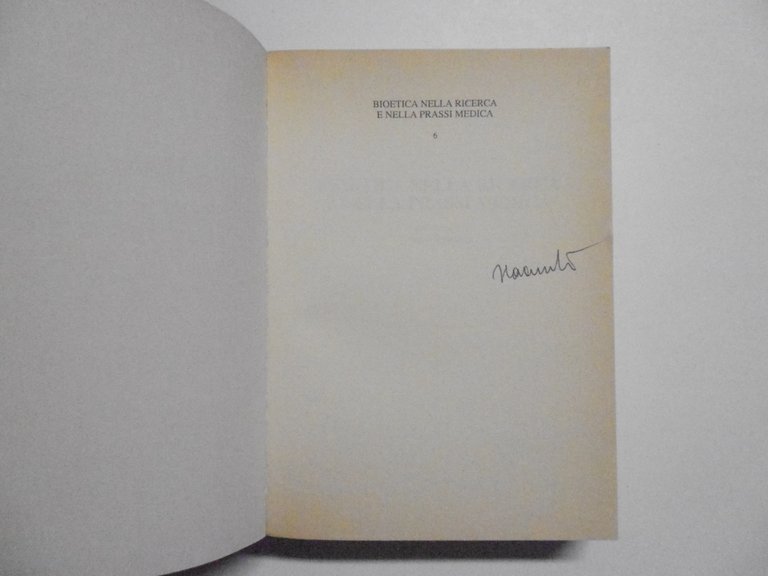 BIOETICA NELLA RICERCA
E NELLA PRASSI MEDICA
6